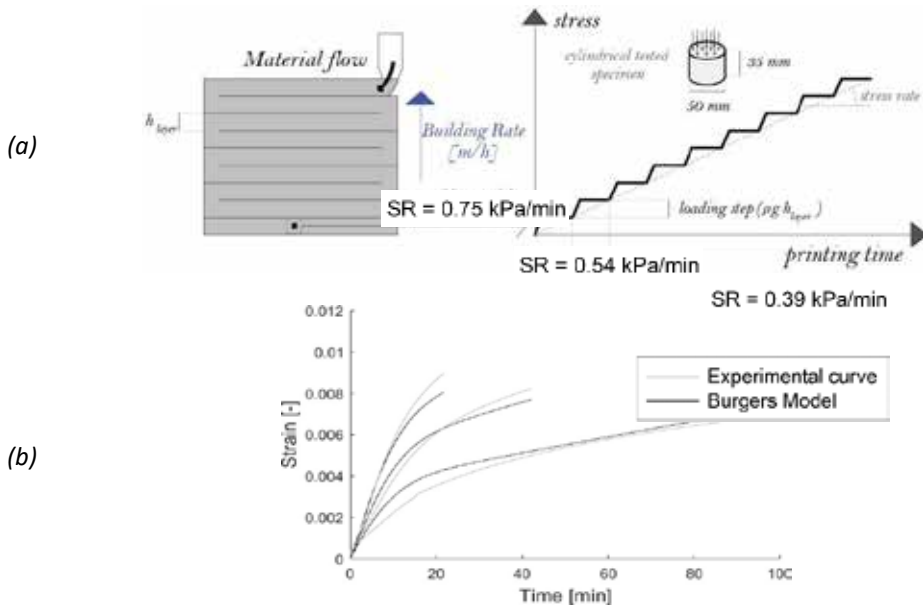 (a)
Material flow
h layer
Building Rate
[m/h]
stress
cylindrical tested
specimen
35 mm
50 mm
stress rate
loading step (ρg h layer)
printing time
SR = 0.75 kPa/min
SR = 0.54 kPa/min
SR = 0.39 kPa/min
(b)
Strain [-]
0.012
0.01
0.008
0.006
0.004
0.002
0
Experimental curve
Burgers Model
0
20
40
60
80
Time [min]